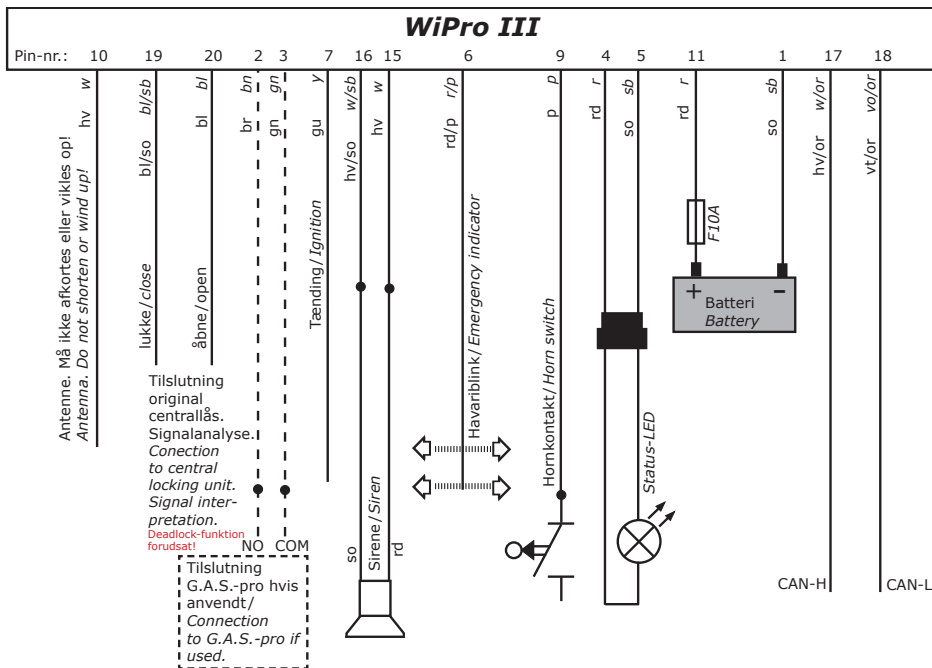 WiPro III
Pin-nr.: 10 19 20 2 3 7 16 15 6 9 4 5 11 1 17 18
w bl/sb bl bn gn y w/sb w r/p p r sb r sb w/or vo/or
hv bl/so bl br gn gu hv/so hv rd/p p rd so rd so hv/or vt/or
Antenne. Må ikke afkortes eller vikles op!
Antenna. Do not shorten or wind up!
lukke/close
åbne/open
Tilslutning
original
centrallås.
Signalanalyse.
Conection
to central
locking unit.
Signal inter-
pretation.
Deadlock-funktion
forudsat!
NO COM
Tilslutning
G.A.S.-pro hvis
anvendt/
Connection
to G.A.S.-pro if
used.
Tænding/Ignition
so
Sirene/Siren
rd
Havariblink/Emergency indicator
Hornkontakt/Horn switch
Status-LED
F10A
+ -
Batteri
Battery
CAN-H
CAN-L